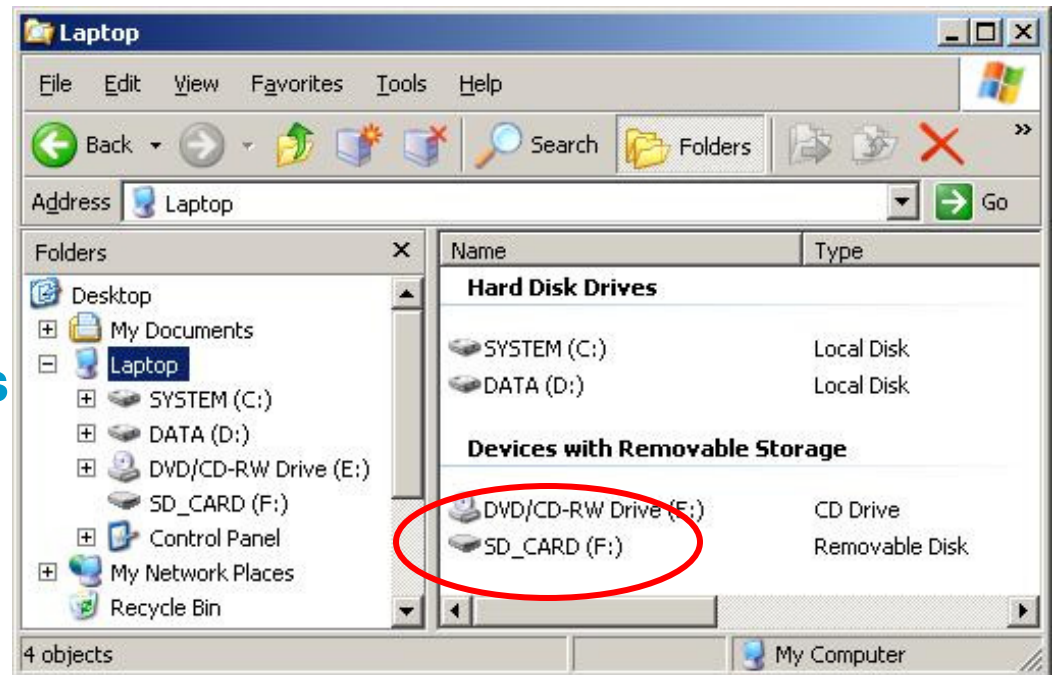 Laptop
File Edit View Favorites Tools Help
Back Search Folders »
Address Laptop Go
Folders
Name Type
Desktop
My Documents
Laptop
SYSTEM (C:)
DATA (D:)
DVD/CD-RW Drive (E:)
SD_CARD (F:)
Control Panel
My Network Places
Recycle Bin
Hard Disk Drives
SYSTEM (C:) Local Disk
DATA (D:) Local Disk
Devices with Removable Storage
DVD/CD-RW Drive (E:) CD Drive
SD_CARD (F:) Removable Disk
4 objects My Computer
s